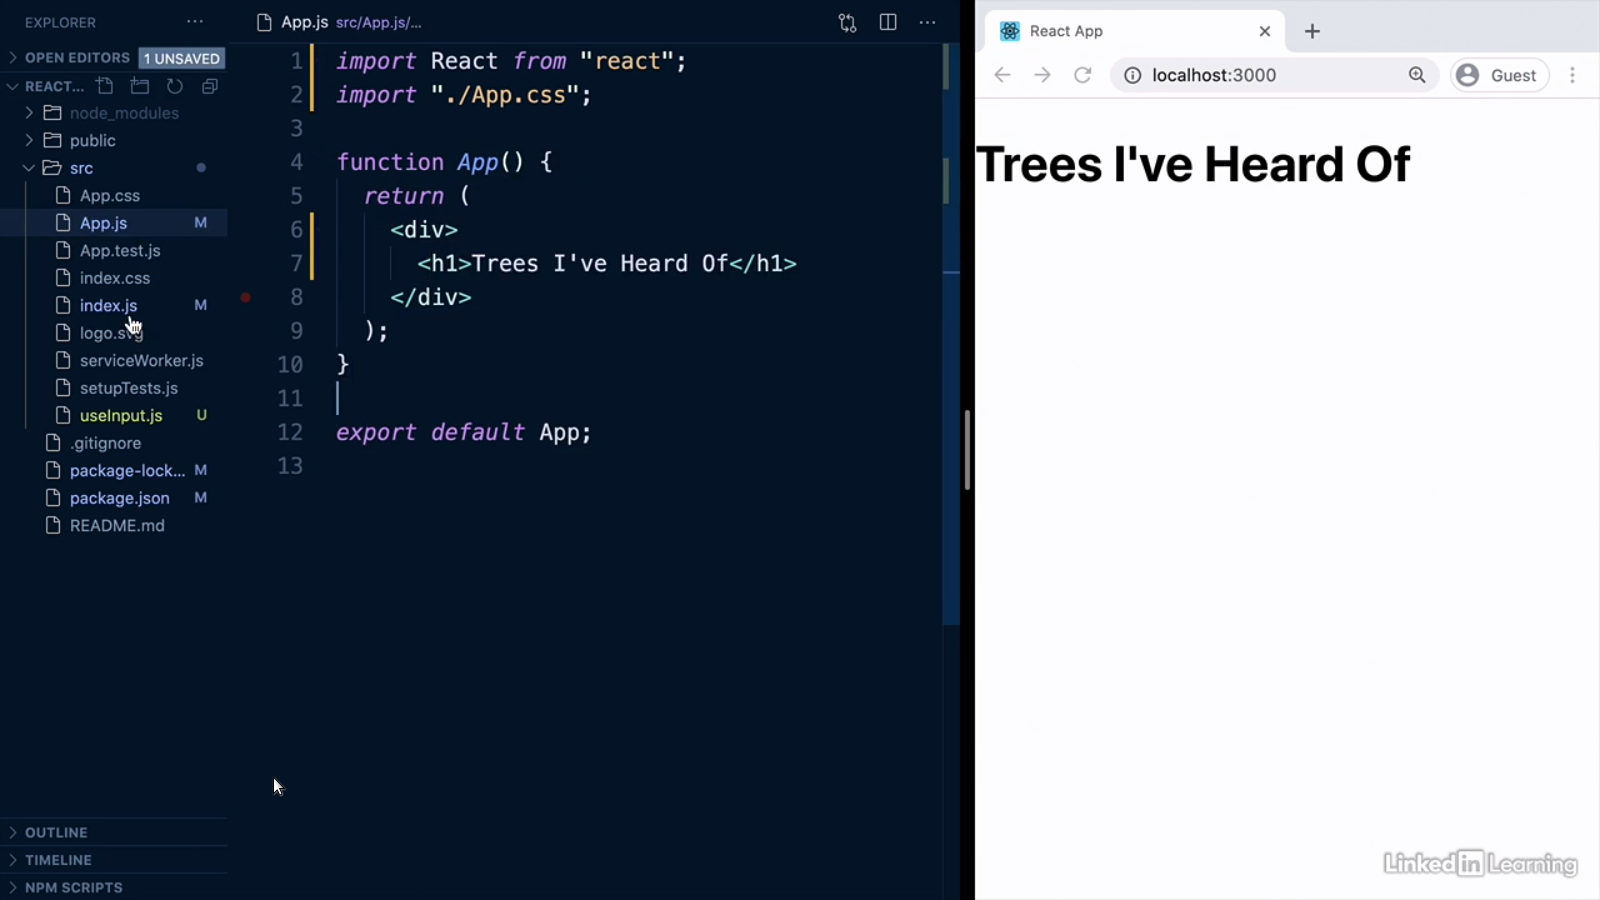 EXPLORER
OPEN EDITORS 1 UNSAVED
REACT...
node_modules
public
src
App.css
App.js M
App.test.js
index.css
index.js M
logo.svg
serviceWorker.js
setupTests.js
useInput.js U
.gitignore
package-lock... M
package.json M
README.md
OUTLINE
TIMELINE
NPM SCRIPTS
App.js src/App.js/...
1 import React from "react";
2 import "./App.css";
3
4 function App() {
5 return (
6 <div>
7 <h1>Trees I've Heard Of</h1>
8 </div>
9 );
10 }
11
12 export default App;
13
React App
localhost:3000
Guest
Trees I've Heard Of
Linked in Learning